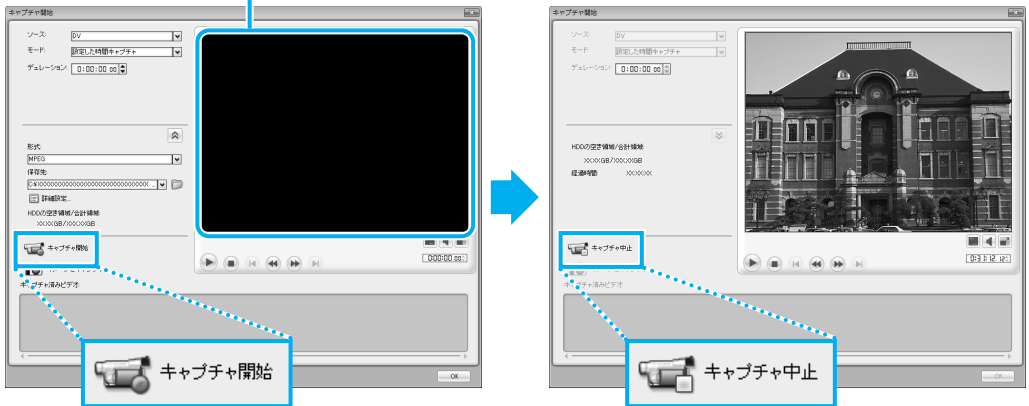 キャプチャ開始
ソース: DV
モード: 設定した時間キャプチャ
デュレーション: 0:00:00.00
形式:
MPEG
保存先:
詳細設定...
HDDの空き領域/合計領域:
XXXXGB/XXXXXGB
キャプチャ開始
0:00:00.00
キャプチャ済みビデオ:
キャプチャ開始
OK
キャプチャ開始
ソース: DV
モード: 設定した時間キャプチャ
デュレーション: 0:00:00.00
HDDの空き領域/合計領域:
XXXXGB/XXXXXGB
経過時間: XXXXXX
キャプチャ中止
キャプチャ済みビデオ:
キャプチャ中止
OK